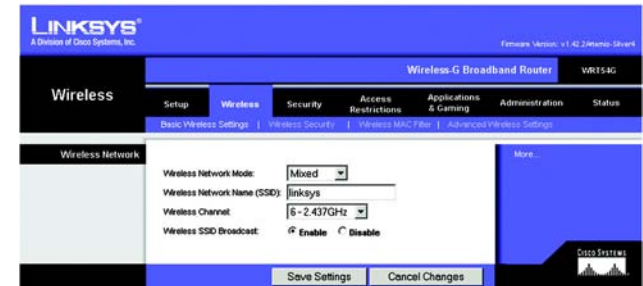 LINKSYS®
A Division of Cisco Systems, Inc.
Firmware Version: v1.42.2
Wireless-G Broadband Router WRT54G
Wireless
Setup Wireless Security Access Restrictions Applications & Gaming Administration Status
Basic Wireless Settings | Wireless Security | Wireless MAC Filter | Advanced Wireless Settings
Wireless Network
More...
Wireless Network Mode: Mixed
Wireless Network Name (SSID): linksys
Wireless Channel: 6 - 2.437GHz
Wireless SSID Broadcast: Enable Disable
CISCO SYSTEMS
Save Settings Cancel Changes